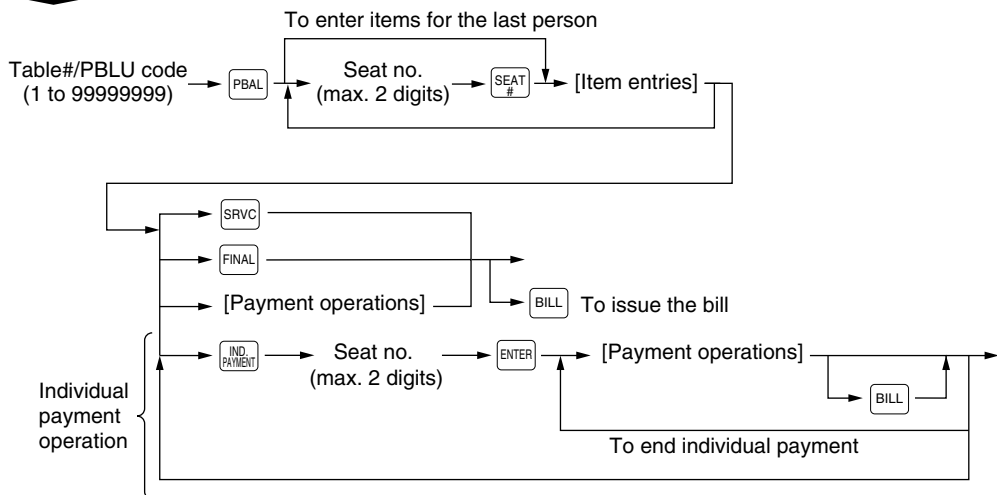 To enter items for the last person
Table#/PBLU code
(1 to 99999999)
PBAL
Seat no.
(max. 2 digits)
SEAT
#
[Item entries]
SRVC
FINAL
[Payment operations]
BILL
To issue the bill
Individual
payment
operation
IND.
PAYMENT
Seat no.
(max. 2 digits)
ENTER
[Payment operations]
BILL
To end individual payment